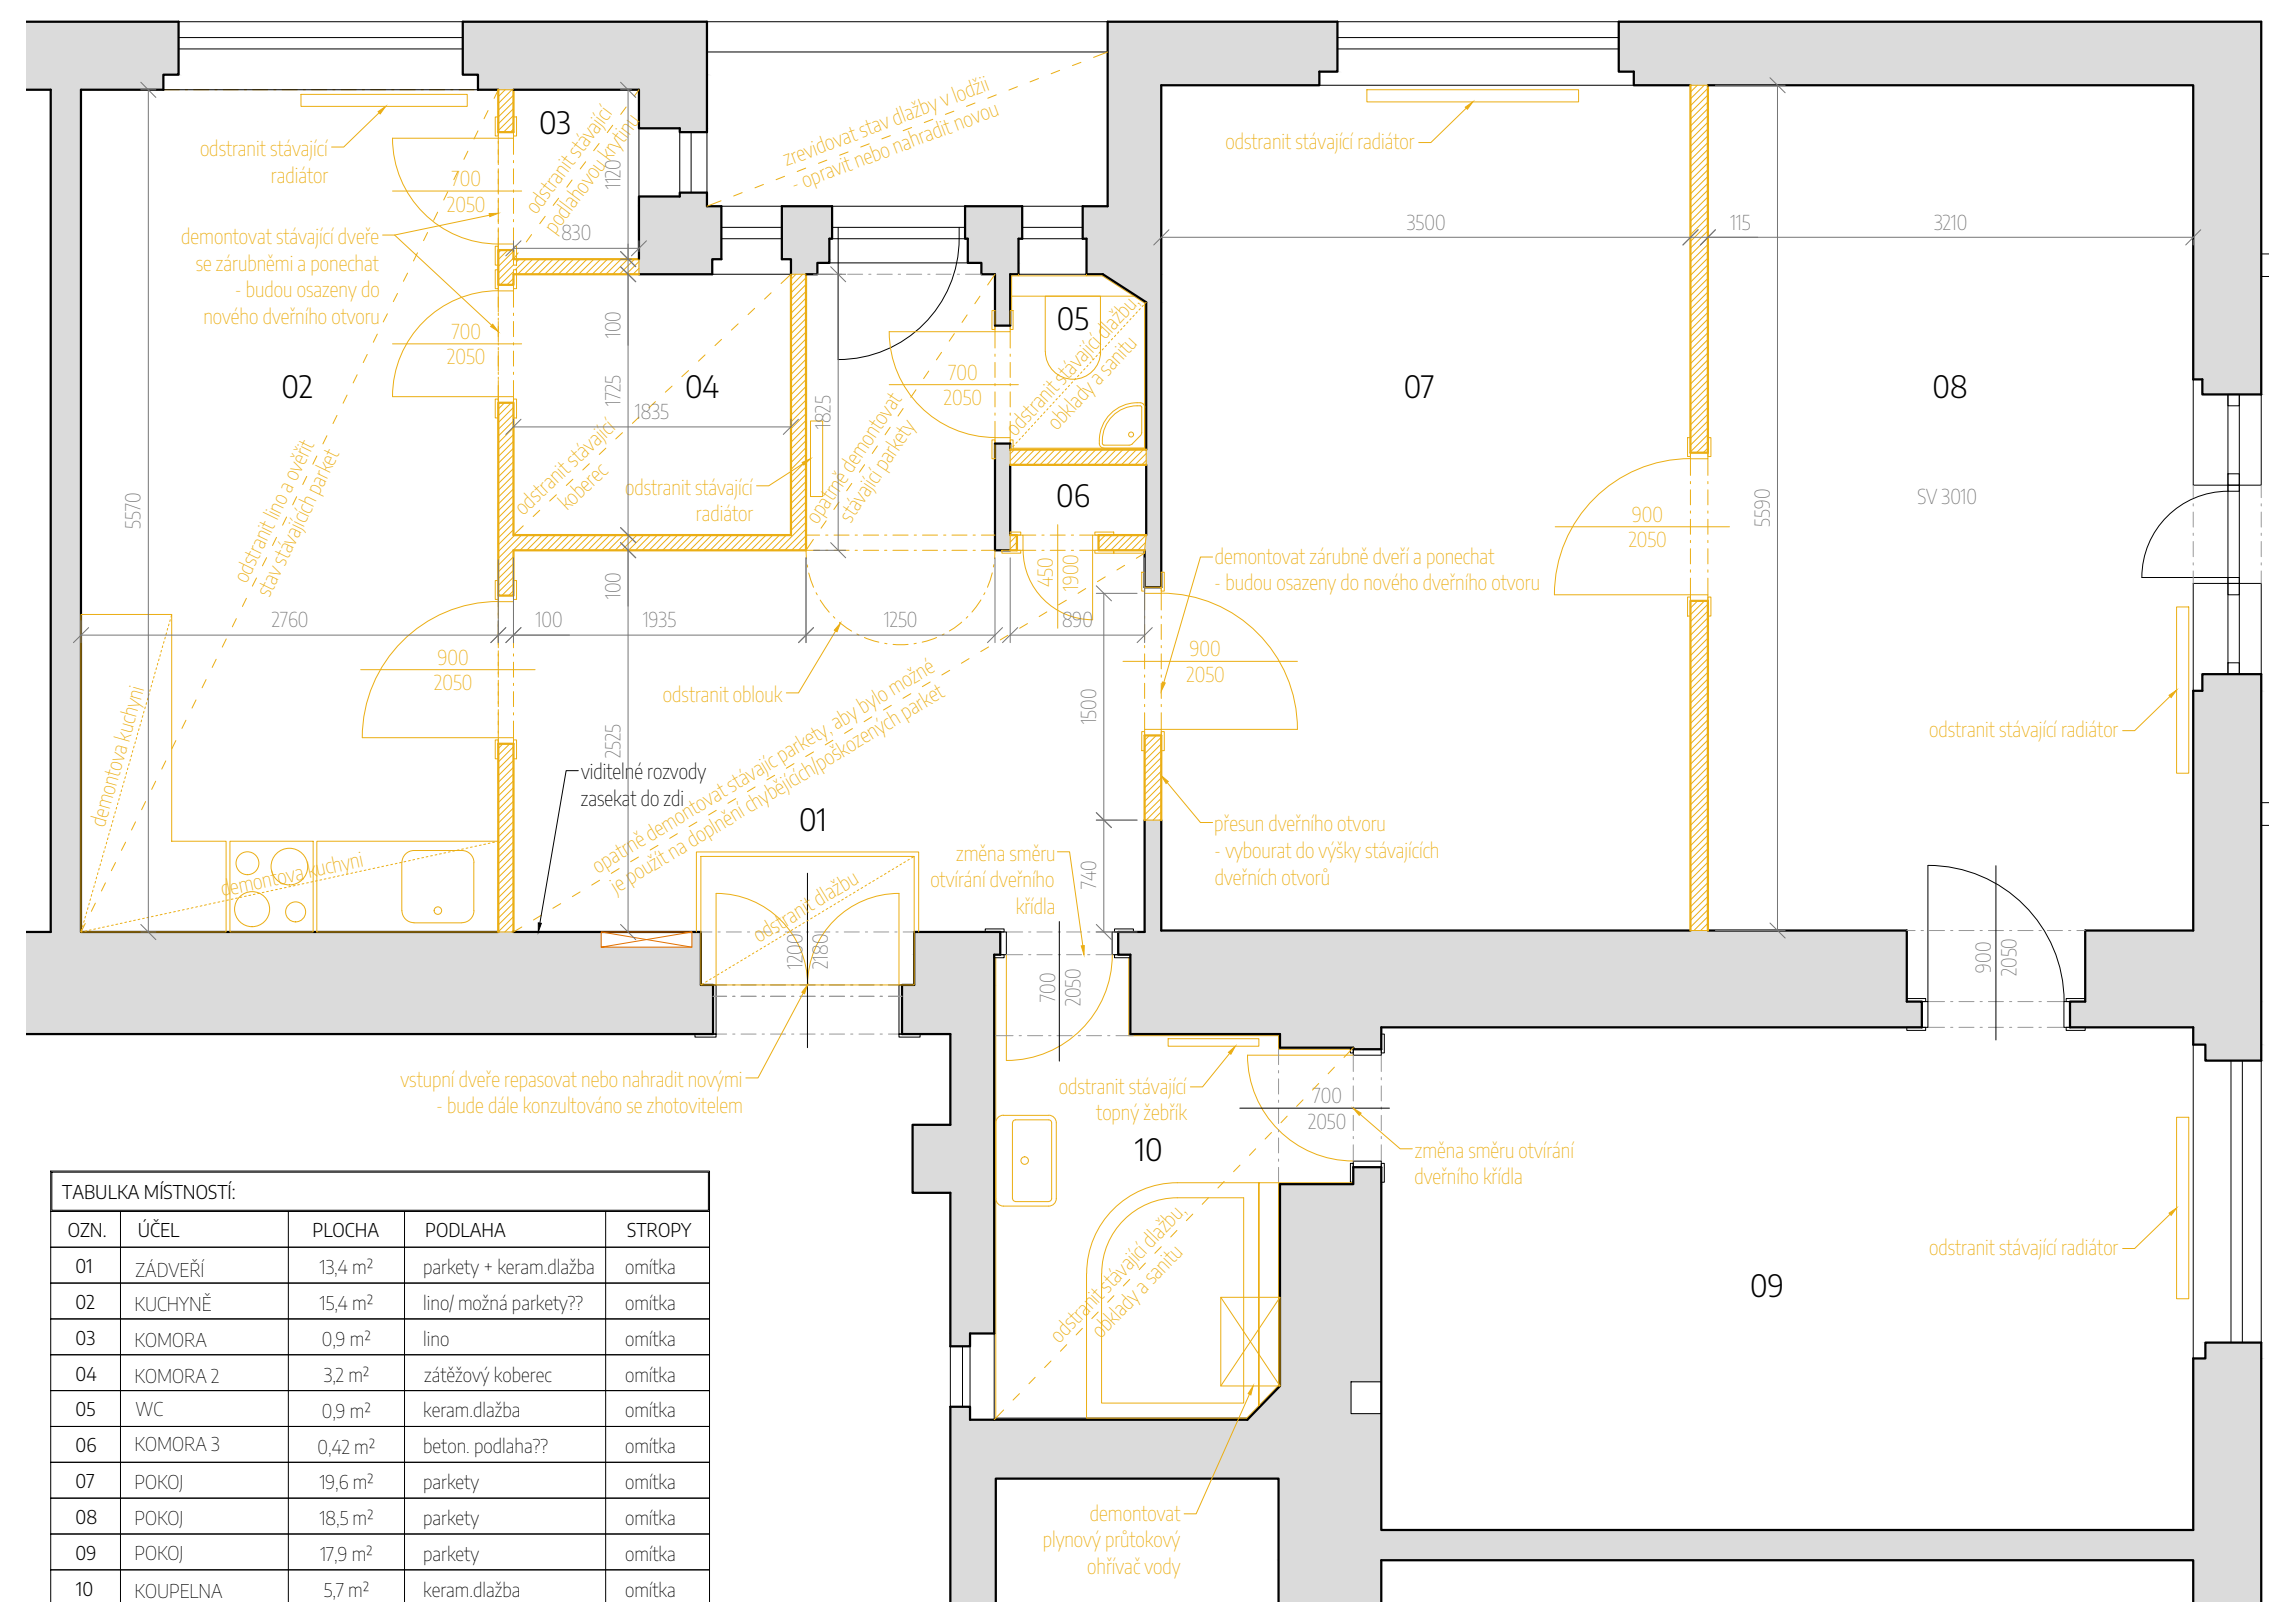 03
odstranit stávající
podlahovou krytinu
1120
830
zrevidovat stav dlažby v lodžii
- opravit nebo nahradit novou
odstranit stávající
radiátor
700
2050
demontovat stávající dveře
se zárubněmi a ponechat
- budou osazeny do
nového dveřního otvoru
700
2050
02
odstranit lino a ověřit
stav stávajících parket
5570
2760
100
1935
1250
890
900
2050
demontova kuchyni
demontova kuchyni
100
1725
04
1835
odstranit stávající
koberec
odstranit stávající
radiátor
1825
opatrně demontovat
stávající parkety
700
2050
05
odstranit stávající dlažbu,
obklady a sanitu
06
450
1900
100
2525
odstranit oblouk
opatrně demontovat stávajíc parkety, aby bylo možné
je použít na doplnění chybějících/poškozených parket
viditelné rozvody
zasekat do zdi
01
odstranit dlažbu
1200
2180
změna směru
otvírání dveřního
křídla
1500
740
700
2050
odstranit stávající radiátor
3500
115
3210
07
08
SV 3010
5590
900
2050
demontovat zárubně dveří a ponechat
- budou osazeny do nového dveřního otvoru
900
2050
přesun dveřního otvoru
- vybourat do výšky stávajících
dveřních otvorů
odstranit stávající radiátor
900
2050
vstupní dveře repasovat nebo nahradit novými
- bude dále konzultováno se zhotovitelem
odstranit stávající
topný žebřík
10
700
2050
změna směru otvírání
dveřního křídla
odstranit stávající dlažbu,
obklady a sanitu
09
odstranit stávající radiátor
demontovat
plynový průtokový
ohřívač vody
TABULKA MÍSTNOSTÍ:
OZN. ÚČEL PLOCHA PODLAHA STROPY
01 ZÁDVEŘÍ 13,4 m² parkety + keram.dlažba omítka
02 KUCHYNĚ 15,4 m² lino/ možná parkety?? omítka
03 KOMORA 0,9 m² lino omítka
04 KOMORA 2 3,2 m² zátěžový koberec omítka
05 WC 0,9 m² keram.dlažba omítka
06 KOMORA 3 0,42 m² beton. podlaha?? omítka
07 POKOJ 19,6 m² parkety omítka
08 POKOJ 18,5 m² parkety omítka
09 POKOJ 17,9 m² parkety omítka
10 KOUPELNA 5,7 m² keram.dlažba omítka